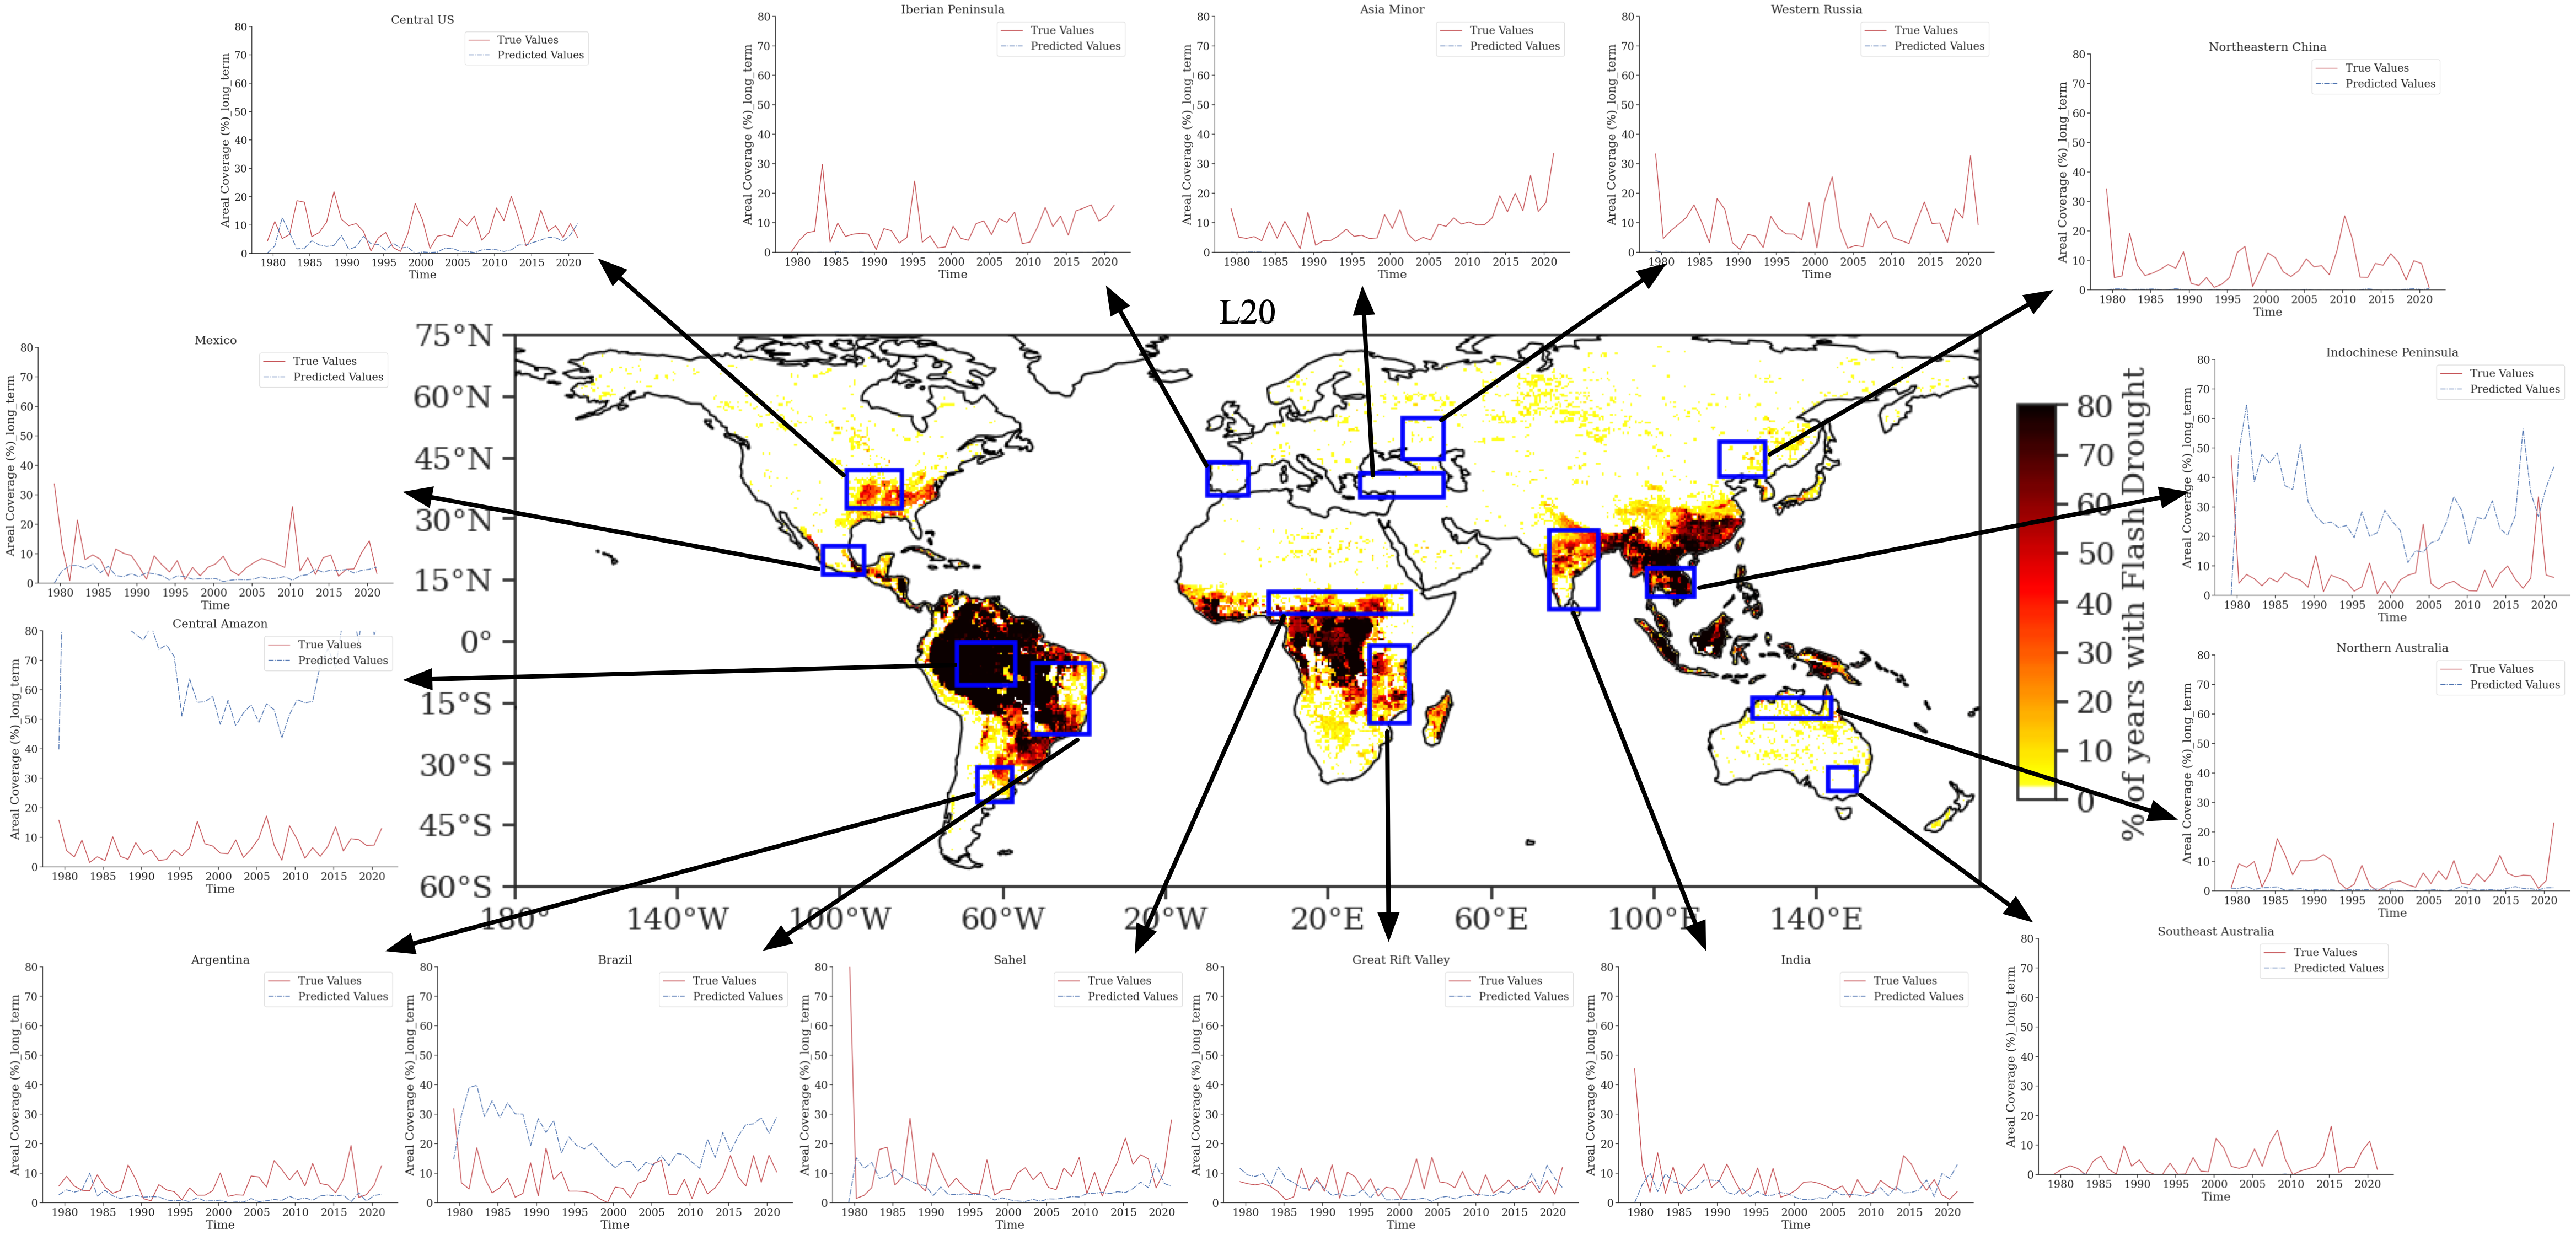 Central US
True Values
Predicted Values
Areal Coverage (%)_long_term
80
70
60
50
40
30
20
10
0
1980 1985 1990 1995 2000 2005 2010 2015 2020
Time
Iberian Peninsula
True Values
Predicted Values
Areal Coverage (%)_long_term
80
70
60
50
40
30
20
10
0
1980 1985 1990 1995 2000 2005 2010 2015 2020
Time
Asia Minor
True Values
Predicted Values
Areal Coverage (%)_long_term
80
70
60
50
40
30
20
10
0
1980 1985 1990 1995 2000 2005 2010 2015 2020
Time
Western Russia
True Values
Predicted Values
Areal Coverage (%)_long_term
80
70
60
50
40
30
20
10
0
1980 1985 1990 1995 2000 2005 2010 2015 2020
Time
Northeastern China
True Values
Predicted Values
Areal Coverage (%)_long_term
80
70
60
50
40
30
20
10
0
1980 1985 1990 1995 2000 2005 2010 2015 2020
Time
Mexico
True Values
Predicted Values
Areal Coverage (%)_long_term
80
70
60
50
40
30
20
10
0
1980 1985 1990 1995 2000 2005 2010 2015 2020
Time
L20
75°N
60°N
45°N
30°N
15°N
0°
15°S
30°S
45°S
60°S
180° 140°W 100°W 60°W 20°W 20°E 60°E 100°E 140°E
80
70
60
50
40
30
20
10
0
% of years with Flash Drought
Indochinese Peninsula
True Values
Predicted Values
Areal Coverage (%)_long_term
80
70
60
50
40
30
20
10
0
1980 1985 1990 1995 2000 2005 2010 2015 2020
Time
Central Amazon
True Values
Predicted Values
Areal Coverage (%)_long_term
80
70
60
50
40
30
20
10
0
1980 1985 1990 1995 2000 2005 2010 2015 2020
Time
Northern Australia
True Values
Predicted Values
Areal Coverage (%)_long_term
80
70
60
50
40
30
20
10
0
1980 1985 1990 1995 2000 2005 2010 2015 2020
Time
Argentina
True Values
Predicted Values
Areal Coverage (%)_long_term
80
70
60
50
40
30
20
10
0
1980 1985 1990 1995 2000 2005 2010 2015 2020
Time
Brazil
True Values
Predicted Values
Areal Coverage (%)_long_term
80
70
60
50
40
30
20
10
0
1980 1985 1990 1995 2000 2005 2010 2015 2020
Time
Sahel
True Values
Predicted Values
Areal Coverage (%)_long_term
80
70
60
50
40
30
20
10
0
1980 1985 1990 1995 2000 2005 2010 2015 2020
Time
Great Rift Valley
True Values
Predicted Values
Areal Coverage (%)_long_term
80
70
60
50
40
30
20
10
0
1980 1985 1990 1995 2000 2005 2010 2015 2020
Time
India
True Values
Predicted Values
Areal Coverage (%)_long_term
80
70
60
50
40
30
20
10
0
1980 1985 1990 1995 2000 2005 2010 2015 2020
Time
Southeast Australia
True Values
Predicted Values
Areal Coverage (%)_long_term
80
70
60
50
40
30
20
10
0
1980 1985 1990 1995 2000 2005 2010 2015 2020
Time